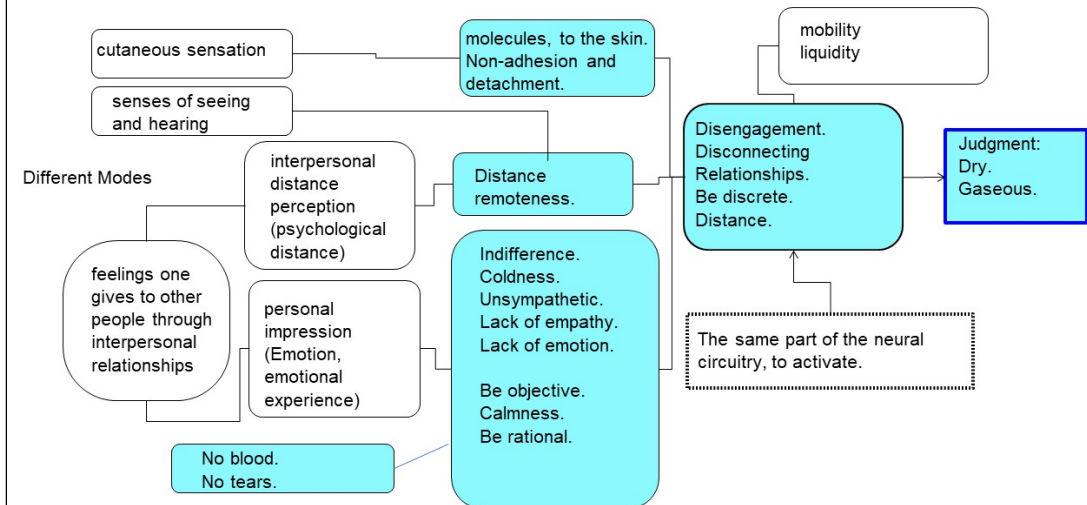 cutaneous sensation
molecules, to the skin.
Non-adhesion and
detachment.
mobility
liquidity
senses of seeing
and hearing
Disengagement.
Disconnecting
Relationships.
Be discrete.
Distance.
Judgment:
Dry.
Gaseous.
Different Modes
interpersonal
distance
perception
(psychological
distance)
Distance
remoteness.
feelings one
gives to other
people through
interpersonal
relationships
personal
impression
(Emotion,
emotional
experience)
Indifference.
Coldness.
Unsympathetic.
Lack of empathy.
Lack of emotion.
Be objective.
Calmness.
Be rational.
The same part of the neural
circuitry, to activate.
No blood.
No tears.